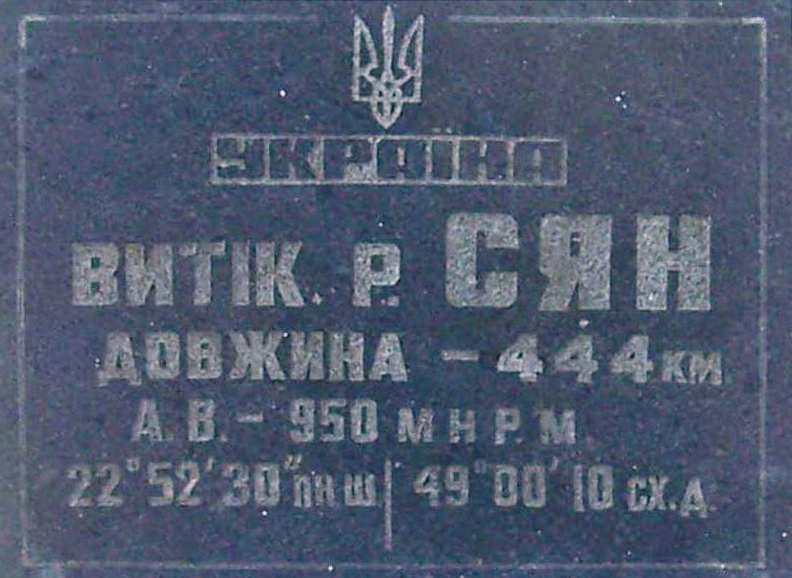 УКРАЇНА
ВИТІК р. СЯН
ДОВЖИНА - 444 км
А. В. - 950 м н р. м.
22° 52′ 30″ пн ш 49° 00′ 10 сх. д.